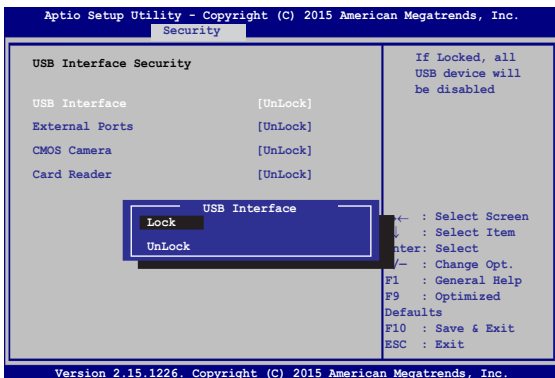 Aptio Setup Utility - Copyright (C) 2015 American Megatrends, Inc.
Security
USB Interface Security
USB Interface [UnLock]
External Ports [UnLock]
CMOS Camera [UnLock]
Card Reader [UnLock]
If Locked, all
USB device will
be disabled
USB Interface
Lock
UnLock
→← : Select Screen
↓ : Select Item
nter: Select
/— : Change Opt.
F1 : General Help
F9 : Optimized
Defaults
F10 : Save & Exit
ESC : Exit
Version 2.15.1226. Copyright (C) 2015 American Megatrends, Inc.